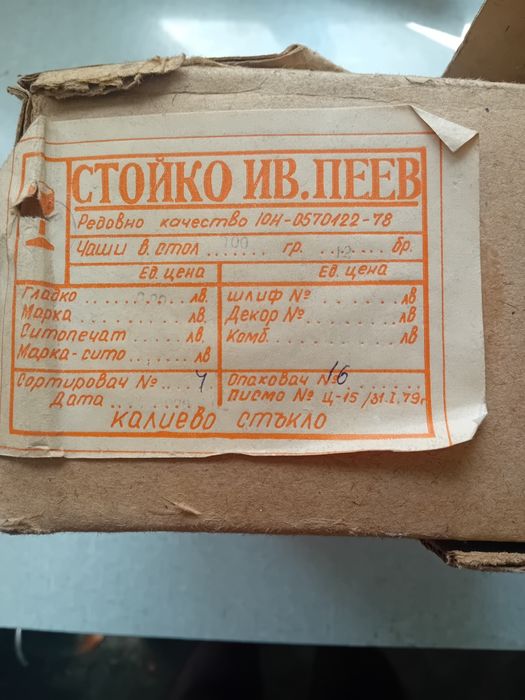 СТОЙКО ИВ. ПЕЕВ
Редовно качество ЮН-0570122-78
Чаши в. стол 100 гр. 12 бр.
Ед. цена
Гладко лв.
Марка лв.
Ситопечат лв.
Марка-сито лв
Ед. цена
шлиф № лв
Декор № лв
Комб. лв
Сортировач №
Дата
Опаковач № 16
писмо № Ц-15 /31.I.79г
калиево стъкло